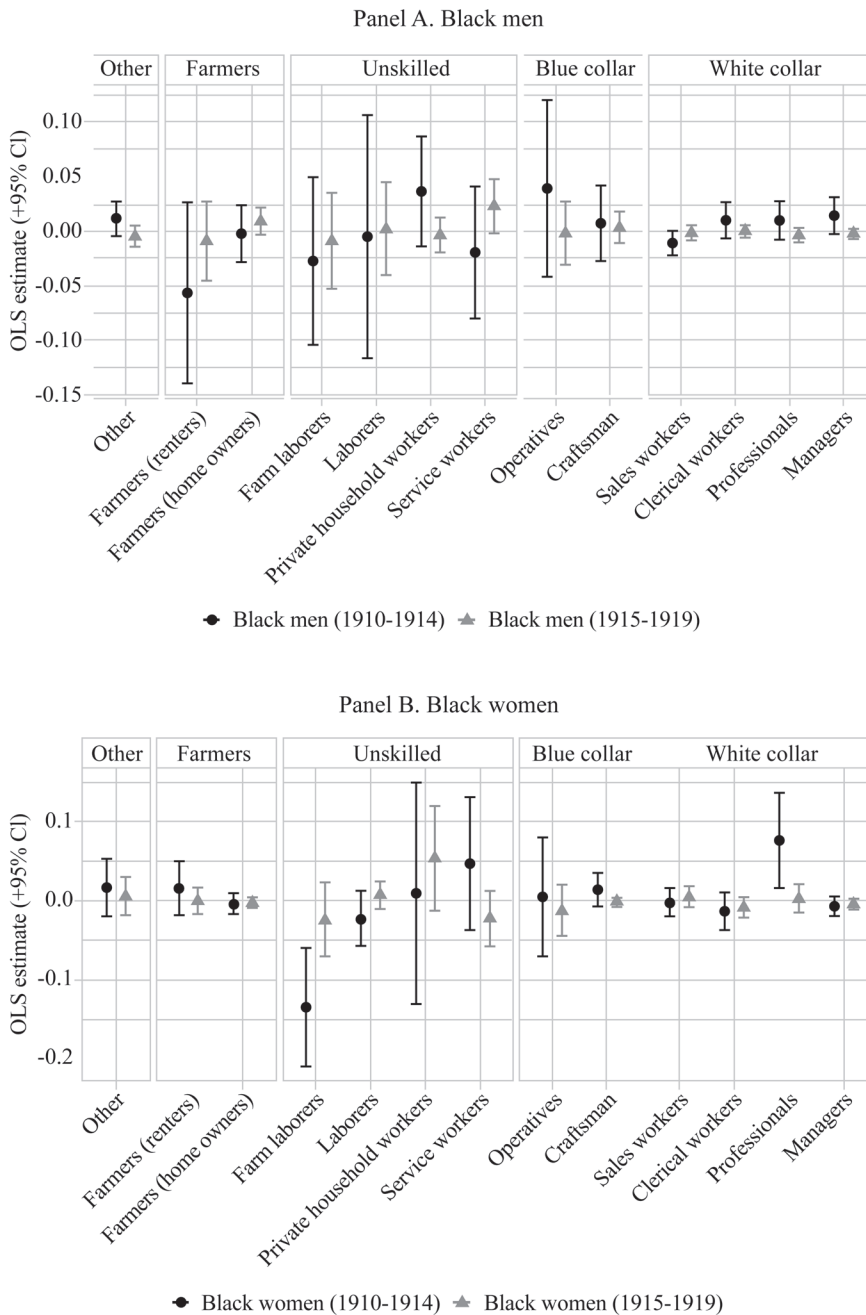 Panel A. Black men
Other Farmers Unskilled Blue collar White collar
OLS estimate (+95% CI)
0.10
0.05
0.00
-0.05
-0.10
-0.15
Other
Farmers (renters)
Farmers (home owners)
Farm laborers
Laborers
Private household workers
Service workers
Operatives
Craftsman
Sales workers
Clerical workers
Professionals
Managers
Black men (1910-1914) Black men (1915-1919)
Panel B. Black women
Other Farmers Unskilled Blue collar White collar
OLS estimate (+95% CI)
0.1
0.0
-0.1
-0.2
Other
Farmers (renters)
Farmers (home owners)
Farm laborers
Laborers
Private household workers
Service workers
Operatives
Craftsman
Sales workers
Clerical workers
Professionals
Managers
Black women (1910-1914) Black women (1915-1919)